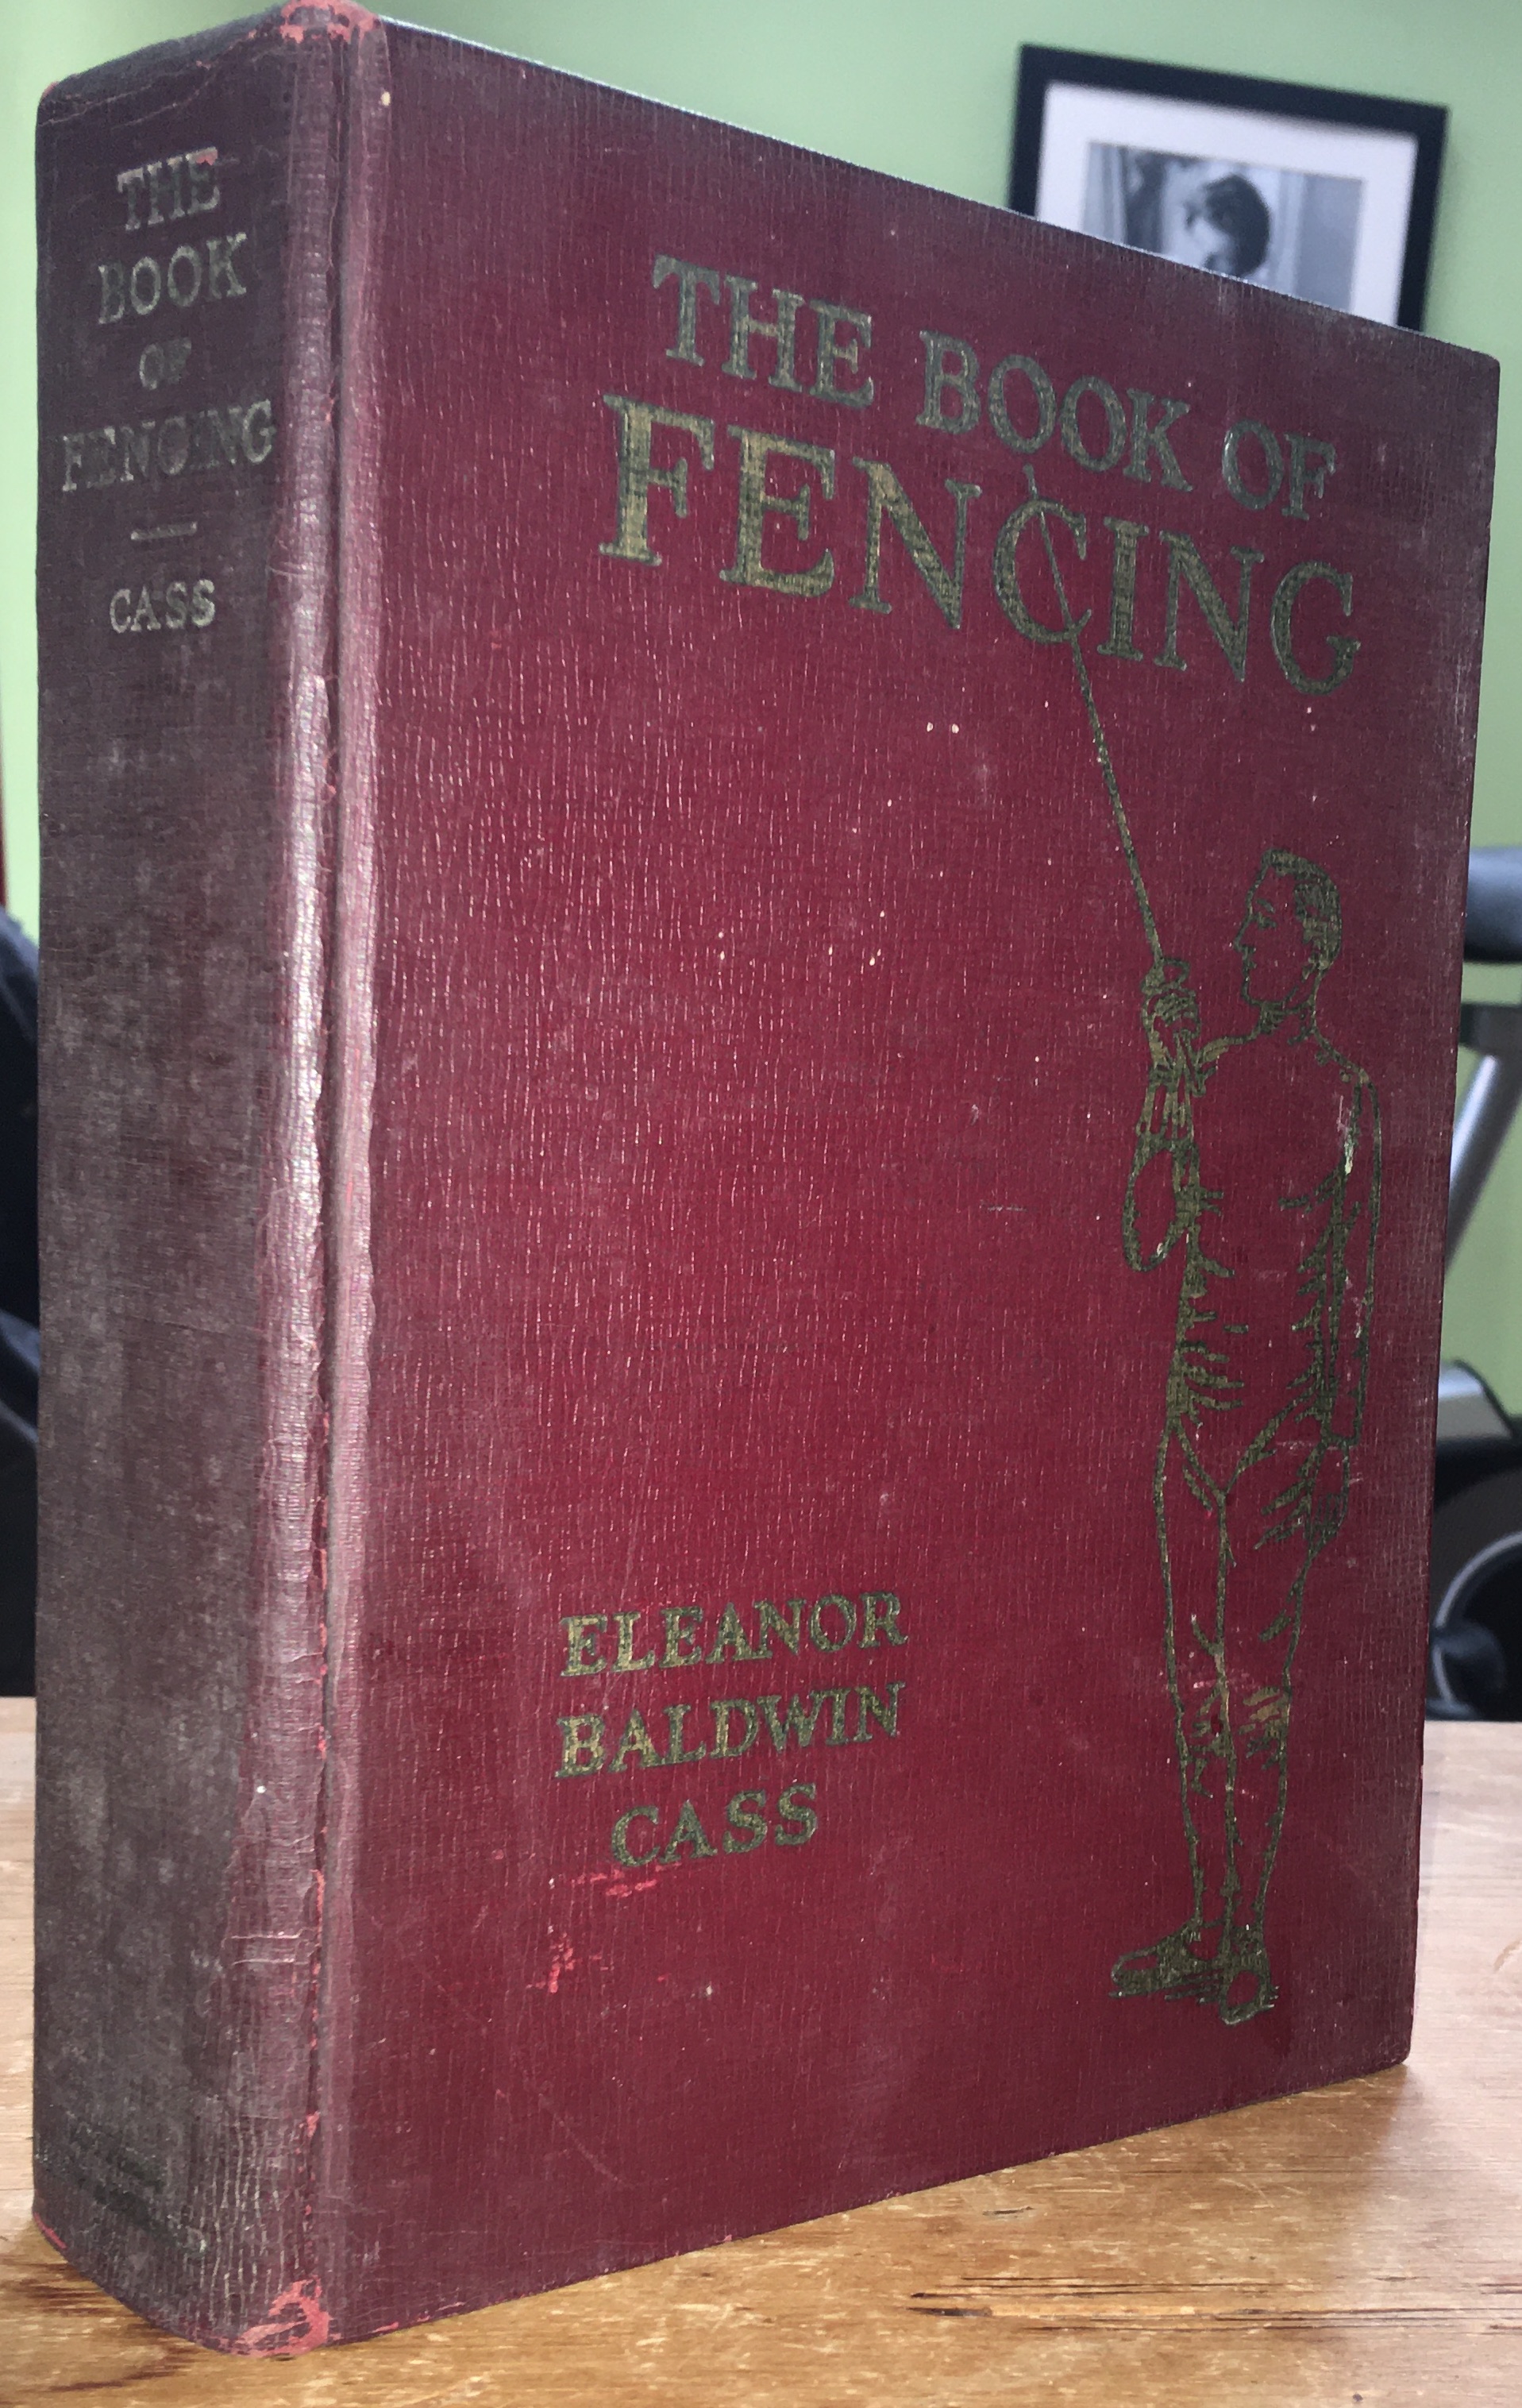 THE
BOOK
OF
FENCING
CASS
THE BOOK OF
FENCING
ELEANOR
BALDWIN
CASS